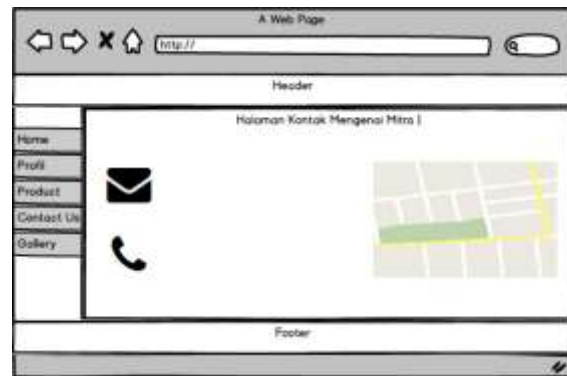 A Web Page
http://
Header
Halaman Kontak Mengenai Mitra |
Home
Profil
Product
Contact Us
Gallery
Footer